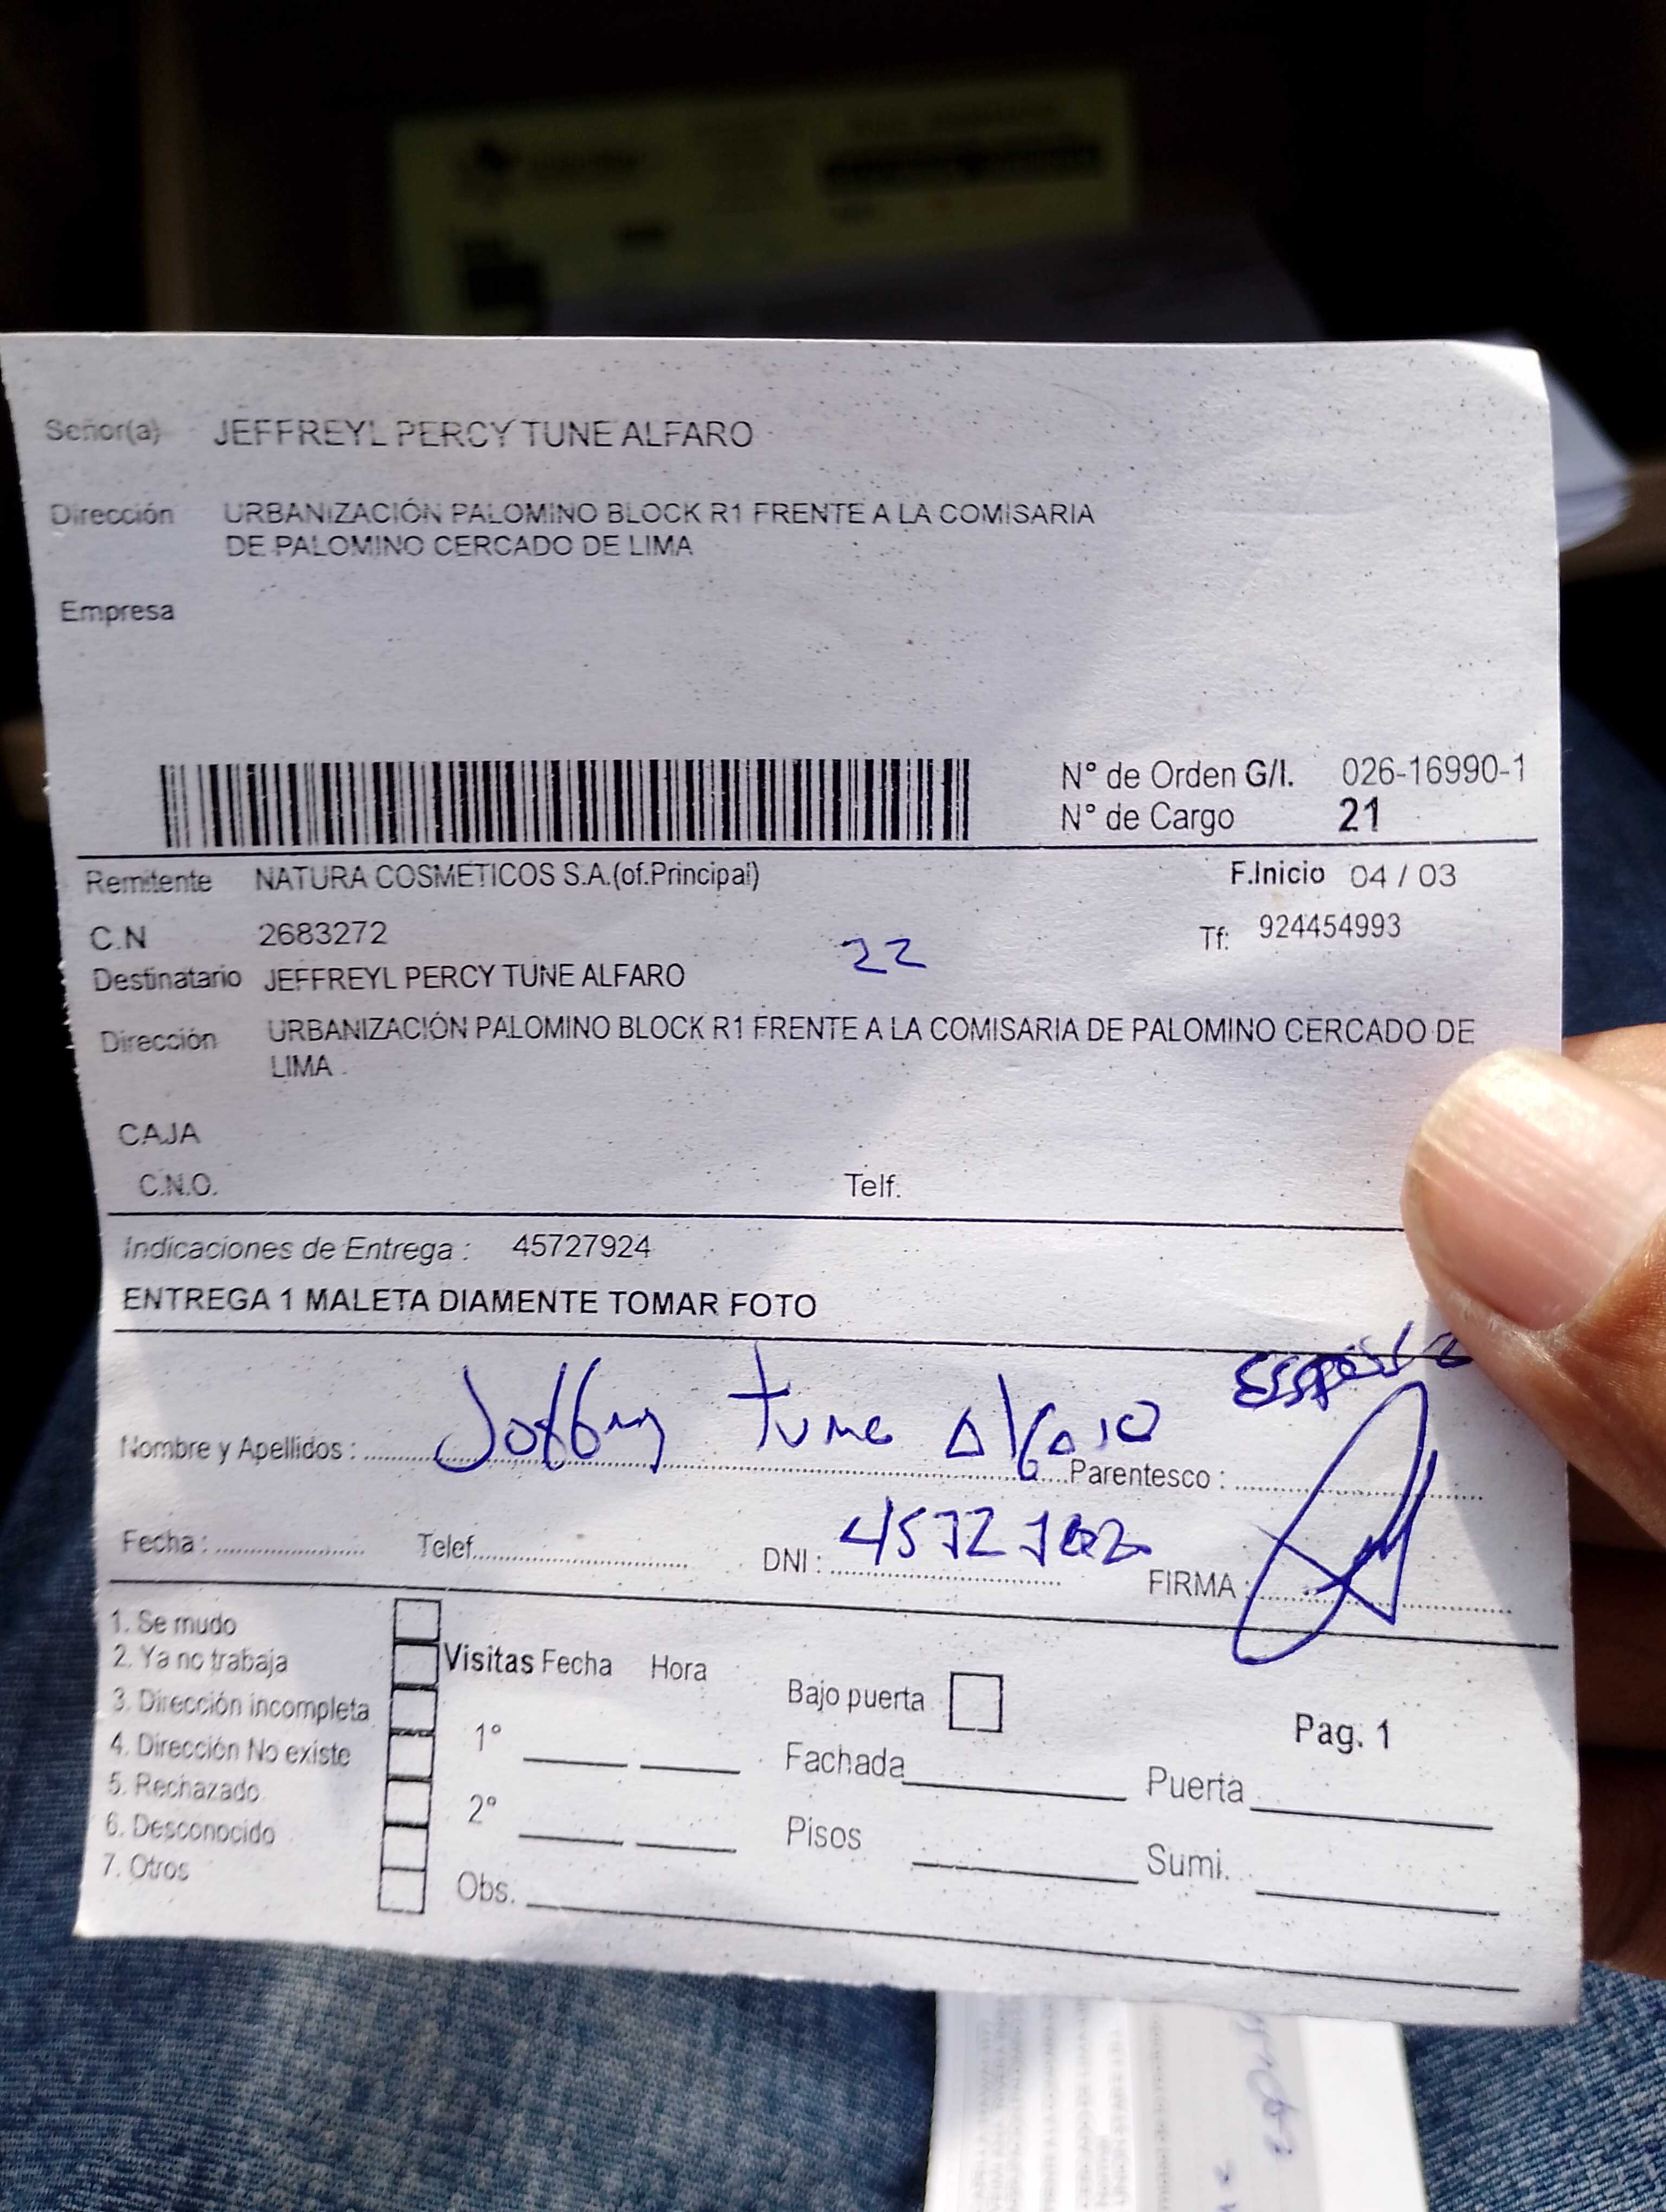 Señor(a) JEFFREYL PERCY TUNE ALFARO
Dirección URBANIZACIÓN PALOMINO BLOCK R1 FRENTE A LA COMISARIA
DE PALOMINO CERCADO DE LIMA
Empresa
N° de Orden G/I. 026-16990-1
N° de Cargo 21
Remitente NATURA COSMETICOS S.A.(of.Principal) F.Inicio 04 / 03
C.N 2683272 Tf: 924454993
22
Destinatario JEFFREYL PERCY TUNE ALFARO
Dirección URBANIZACIÓN PALOMINO BLOCK R1 FRENTE A LA COMISARIA DE PALOMINO CERCADO DE
LIMA
CAJA
C.N.O. Telf.
Indicaciones de Entrega : 45727924
ENTREGA 1 MALETA DIAMENTE TOMAR FOTO
Nombre y Apellidos : Tune Alfaro Parentesco :
Fecha : Telef. DNI : FIRMA :
1. Se mudo
2. Ya no trabaja Visitas Fecha Hora Bajo puerta
3. Dirección incompleta 1° Pag. 1
4. Dirección No existe Fachada Puerta
5. Rechazado 2°
6. Desconocido Pisos Sumi.
7. Otros Obs.